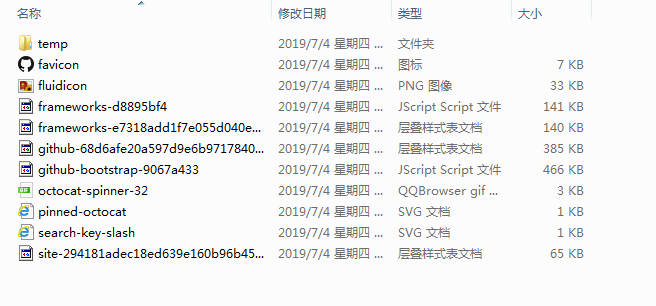 名称 修改日期 类型 大小
temp 2019/7/4 星期四 ... 文件夹
favicon 2019/7/4 星期四 ... 图标 7 KB
fluidicon 2019/7/4 星期四 ... PNG 图像 33 KB
frameworks-d8895bf4 2019/7/4 星期四 ... JScript Script 文件 141 KB
frameworks-e7318add1f7e055d040e... 2019/7/4 星期四 ... 层叠样式表文档 140 KB
github-68d6afe20a597d9e6b9717840... 2019/7/4 星期四 ... 层叠样式表文档 385 KB
github-bootstrap-9067a433 2019/7/4 星期四 ... JScript Script 文件 466 KB
octocat-spinner-32 2019/7/4 星期四 ... QQBrowser gif ... 3 KB
pinned-octocat 2019/7/4 星期四 ... SVG 文档 1 KB
search-key-slash 2019/7/4 星期四 ... SVG 文档 1 KB
site-294181adec18ed639e160b96b45... 2019/7/4 星期四 ... 层叠样式表文档 65 KB